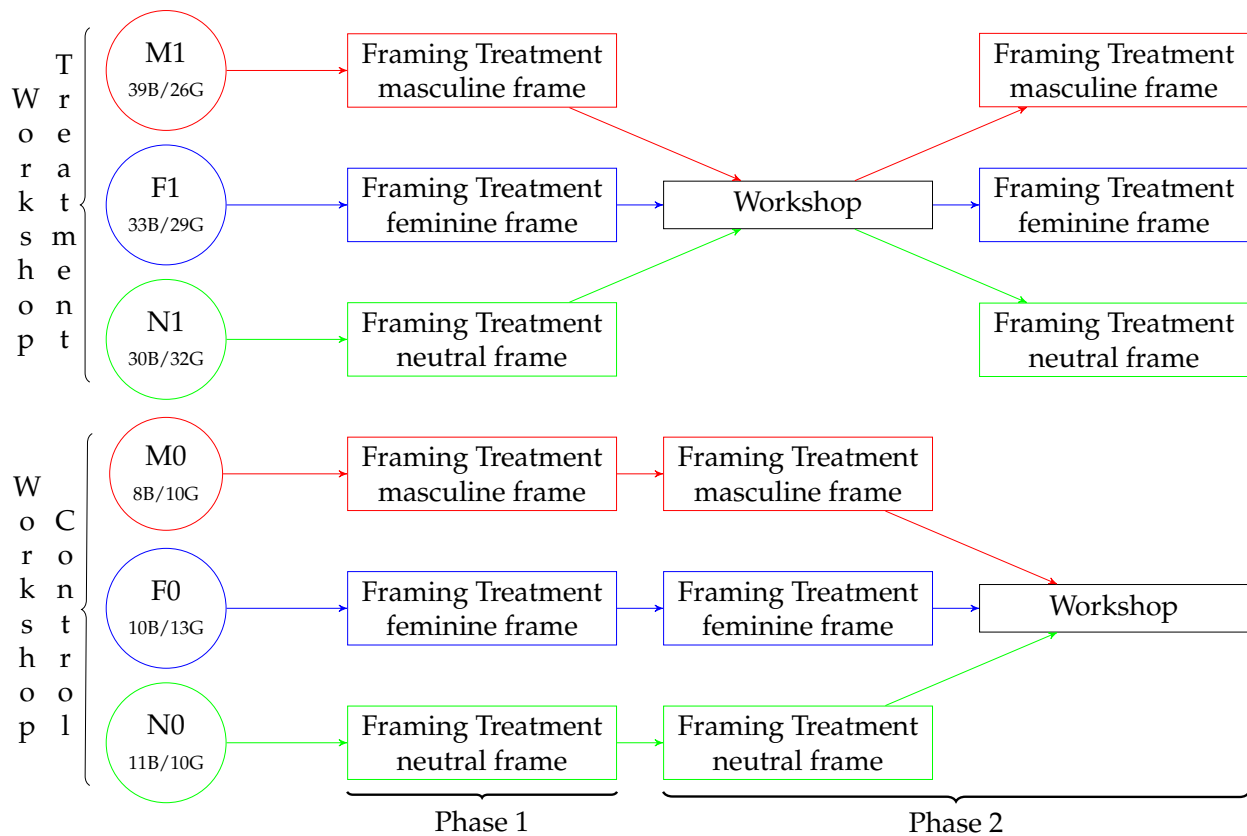 Workshop
Treatment
M1
39B/26G
Framing Treatment
masculine frame
Framing Treatment
masculine frame
F1
33B/29G
Framing Treatment
feminine frame
Workshop
Framing Treatment
feminine frame
N1
30B/32G
Framing Treatment
neutral frame
Framing Treatment
neutral frame
Workshop
Control
M0
8B/10G
Framing Treatment
masculine frame
Framing Treatment
masculine frame
F0
10B/13G
Framing Treatment
feminine frame
Framing Treatment
feminine frame
Workshop
N0
11B/10G
Framing Treatment
neutral frame
Framing Treatment
neutral frame
Phase 1
Phase 2